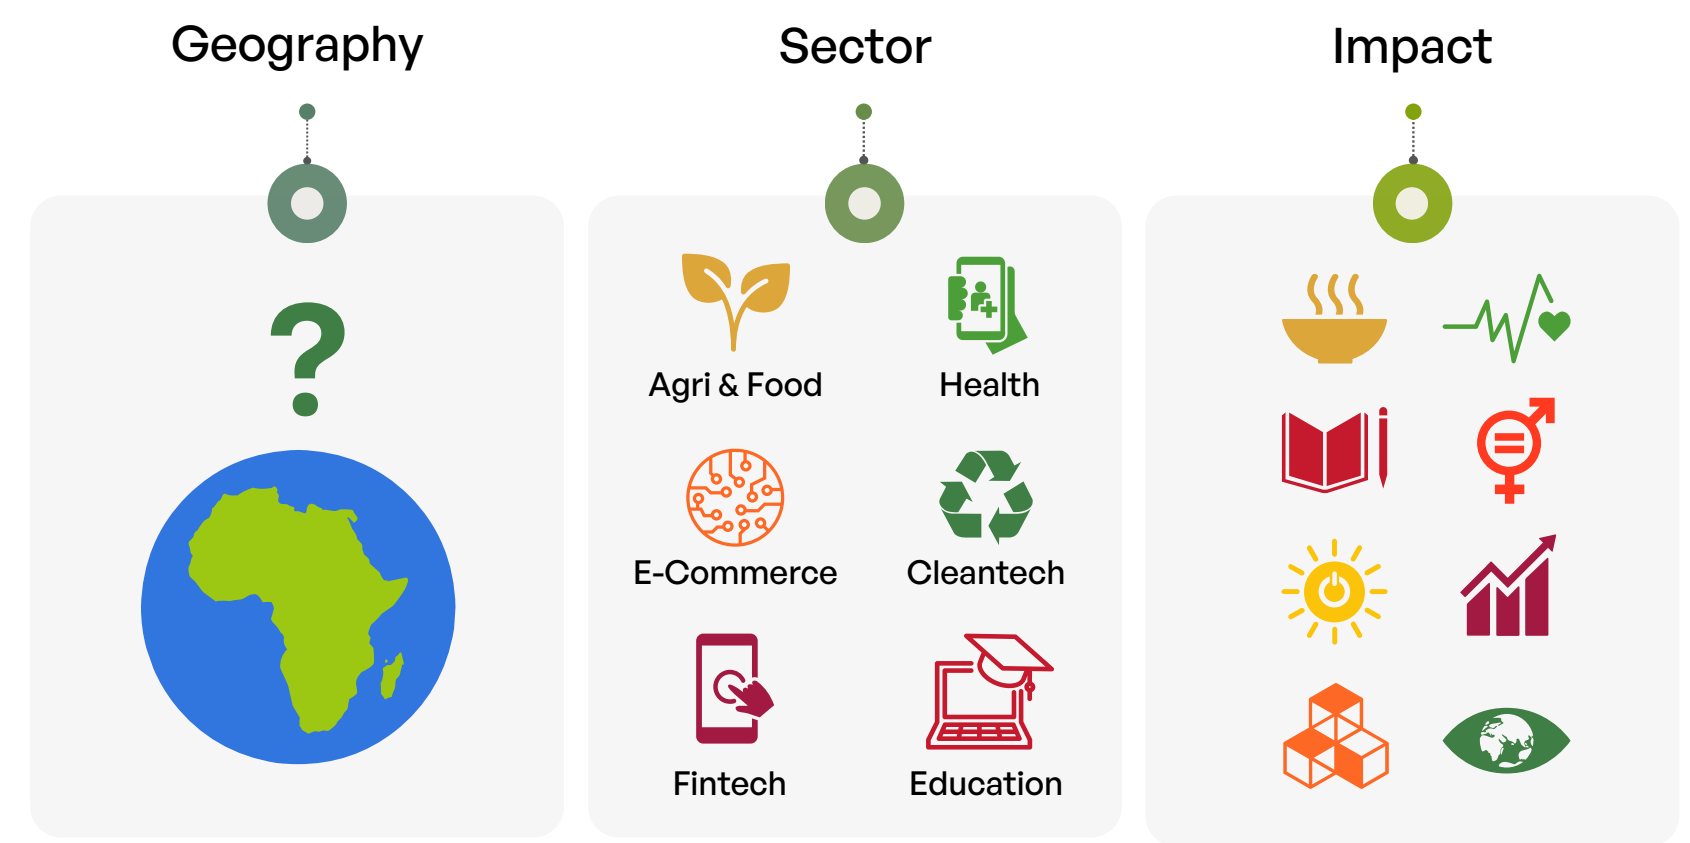 Geography
Sector
Impact
?
Agri & Food
Health
E-Commerce
Cleantech
Fintech
Education